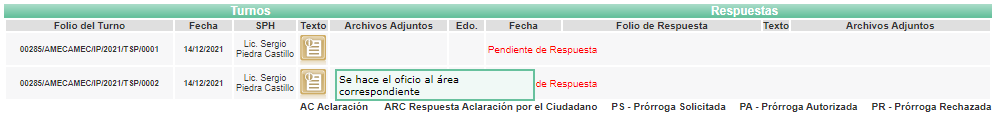 Turnos Respuestas
Folio del Turno Fecha SPH Texto Archivos Adjuntos Edo. Fecha Folio de Respuesta Texto Archivos Adjuntos
00285/AMECAMEC/IP/2021/TSP/0001 14/12/2021 Lic. Sergio Piedra Castillo Pendiente de Respuesta
00285/AMECAMEC/IP/2021/TSP/0002 14/12/2021 Lic. Sergio Piedra Castillo de Respuesta
Se hace el oficio al área
correspondiente
AC Aclaración ARC Respuesta Aclaración por el Ciudadano PS - Prórroga Solicitada PA - Prórroga Autorizada PR - Prórroga Rechazada